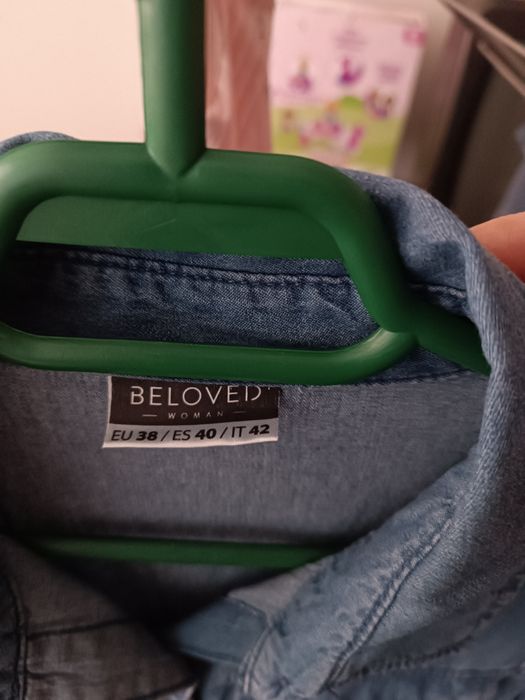 BELOVED
— WOMAN —
EU 38 / ES 40 / IT 42